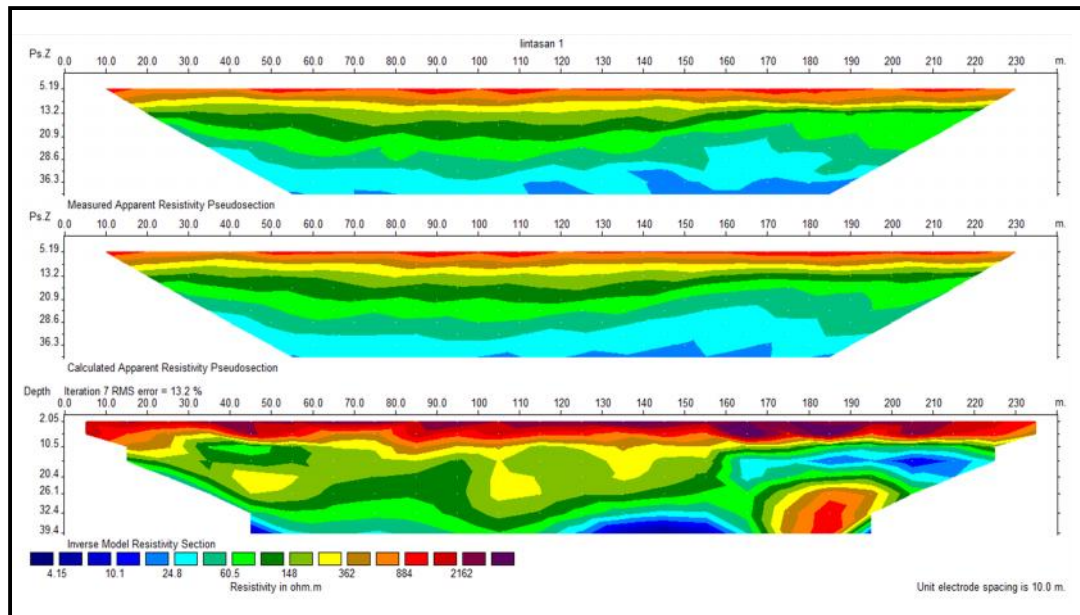 lintasan 1
Ps.Z 0.0 10.0 20.0 30.0 40.0 50.0 60.0 70.0 80.0 90.0 100 110 120 130 140 150 160 170 180 190 200 210 220 230 m.
5.19
13.2
20.9
28.6
36.3
Measured Apparent Resistivity Pseudosection
Ps.Z 0.0 10.0 20.0 30.0 40.0 50.0 60.0 70.0 80.0 90.0 100 110 120 130 140 150 160 170 180 190 200 210 220 230 m.
5.19
13.2
20.9
28.6
36.3
Calculated Apparent Resistivity Pseudosection
Depth Iteration 7 RMS error = 13.2 %
0.0 10.0 20.0 30.0 40.0 50.0 60.0 70.0 80.0 90.0 100 110 120 130 140 150 160 170 180 190 200 210 220 230 m.
2.05
10.5
20.4
26.1
32.4
39.4
Inverse Model Resistivity Section
4.15 10.1 24.8 60.5 148 362 884 2162
Resistivity in ohm.m Unit electrode spacing is 10.0 m.